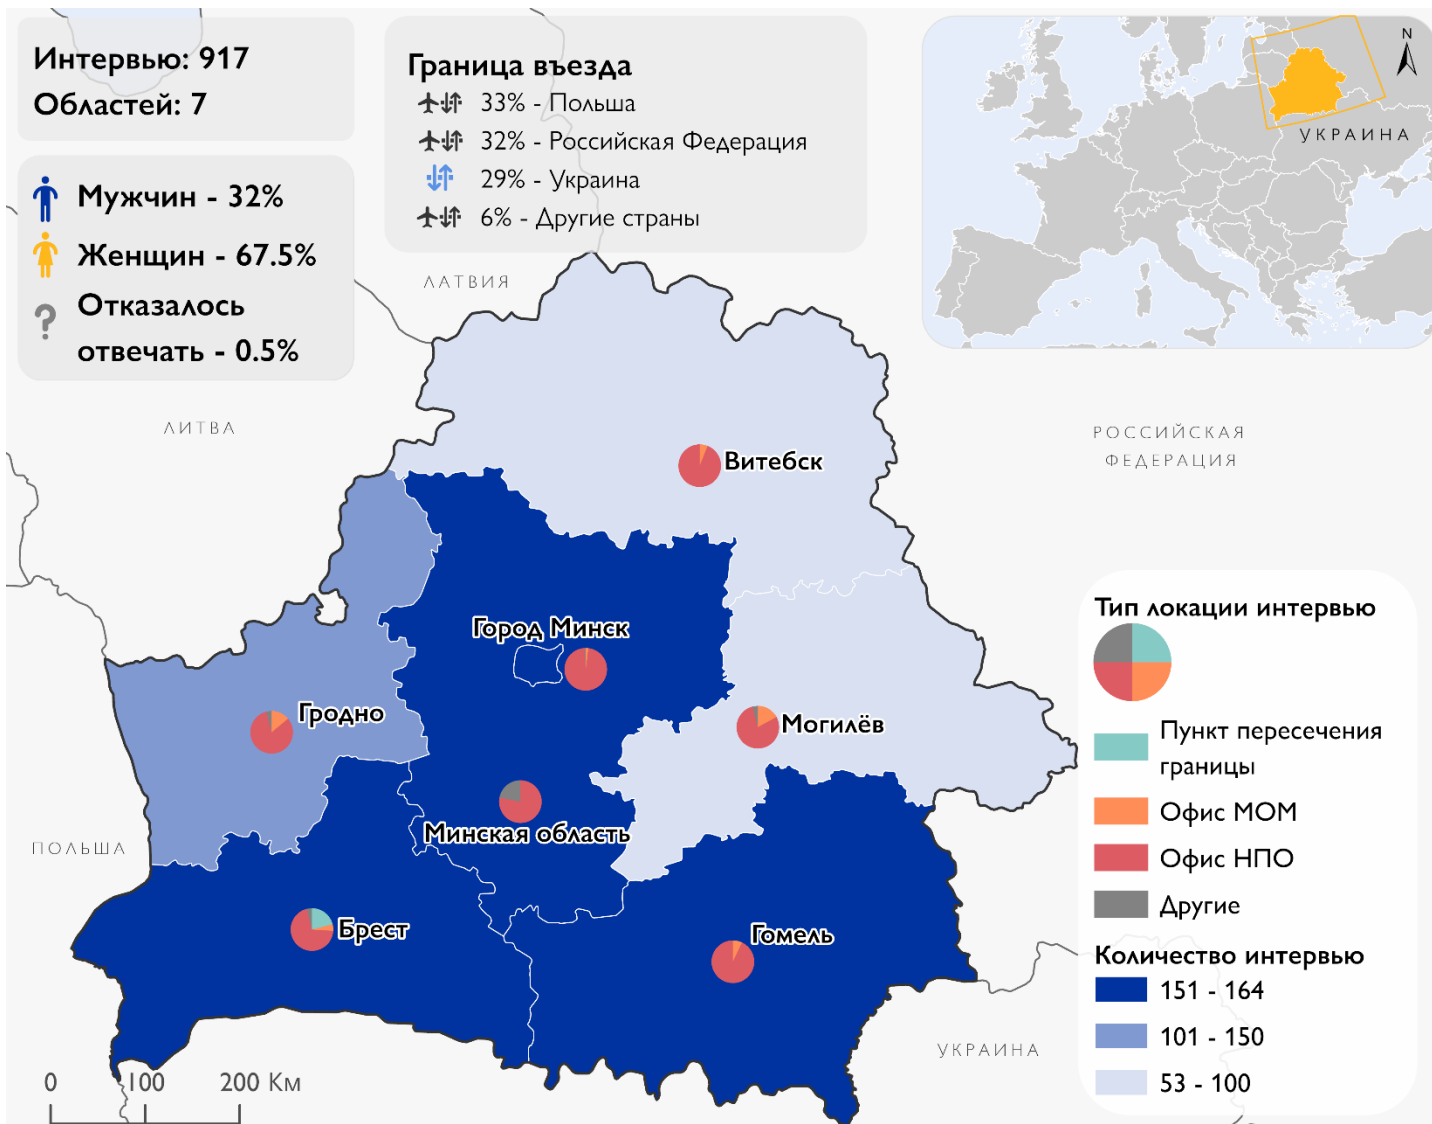 Интервью: 917
Областей: 7
Мужчин - 32%
Женщин - 67.5%
Отказалось
отвечать - 0.5%
Граница въезда
33% - Польша
32% - Российская Федерация
29% - Украина
6% - Другие страны
N
УКРАИНА
ЛАТВИЯ
ЛИТВА
РОССИЙСКАЯ
ФЕДЕРАЦИЯ
Витебск
Город Минск
Гродно
Могилёв
Минская область
ПОЛЬША
Брест
Гомель
УКРАИНА
0 100 200 Км
Тип локации интервью
Пункт пересечения
границы
Офис МОМ
Офис НПО
Другие
Количество интервью
151 - 164
101 - 150
53 - 100